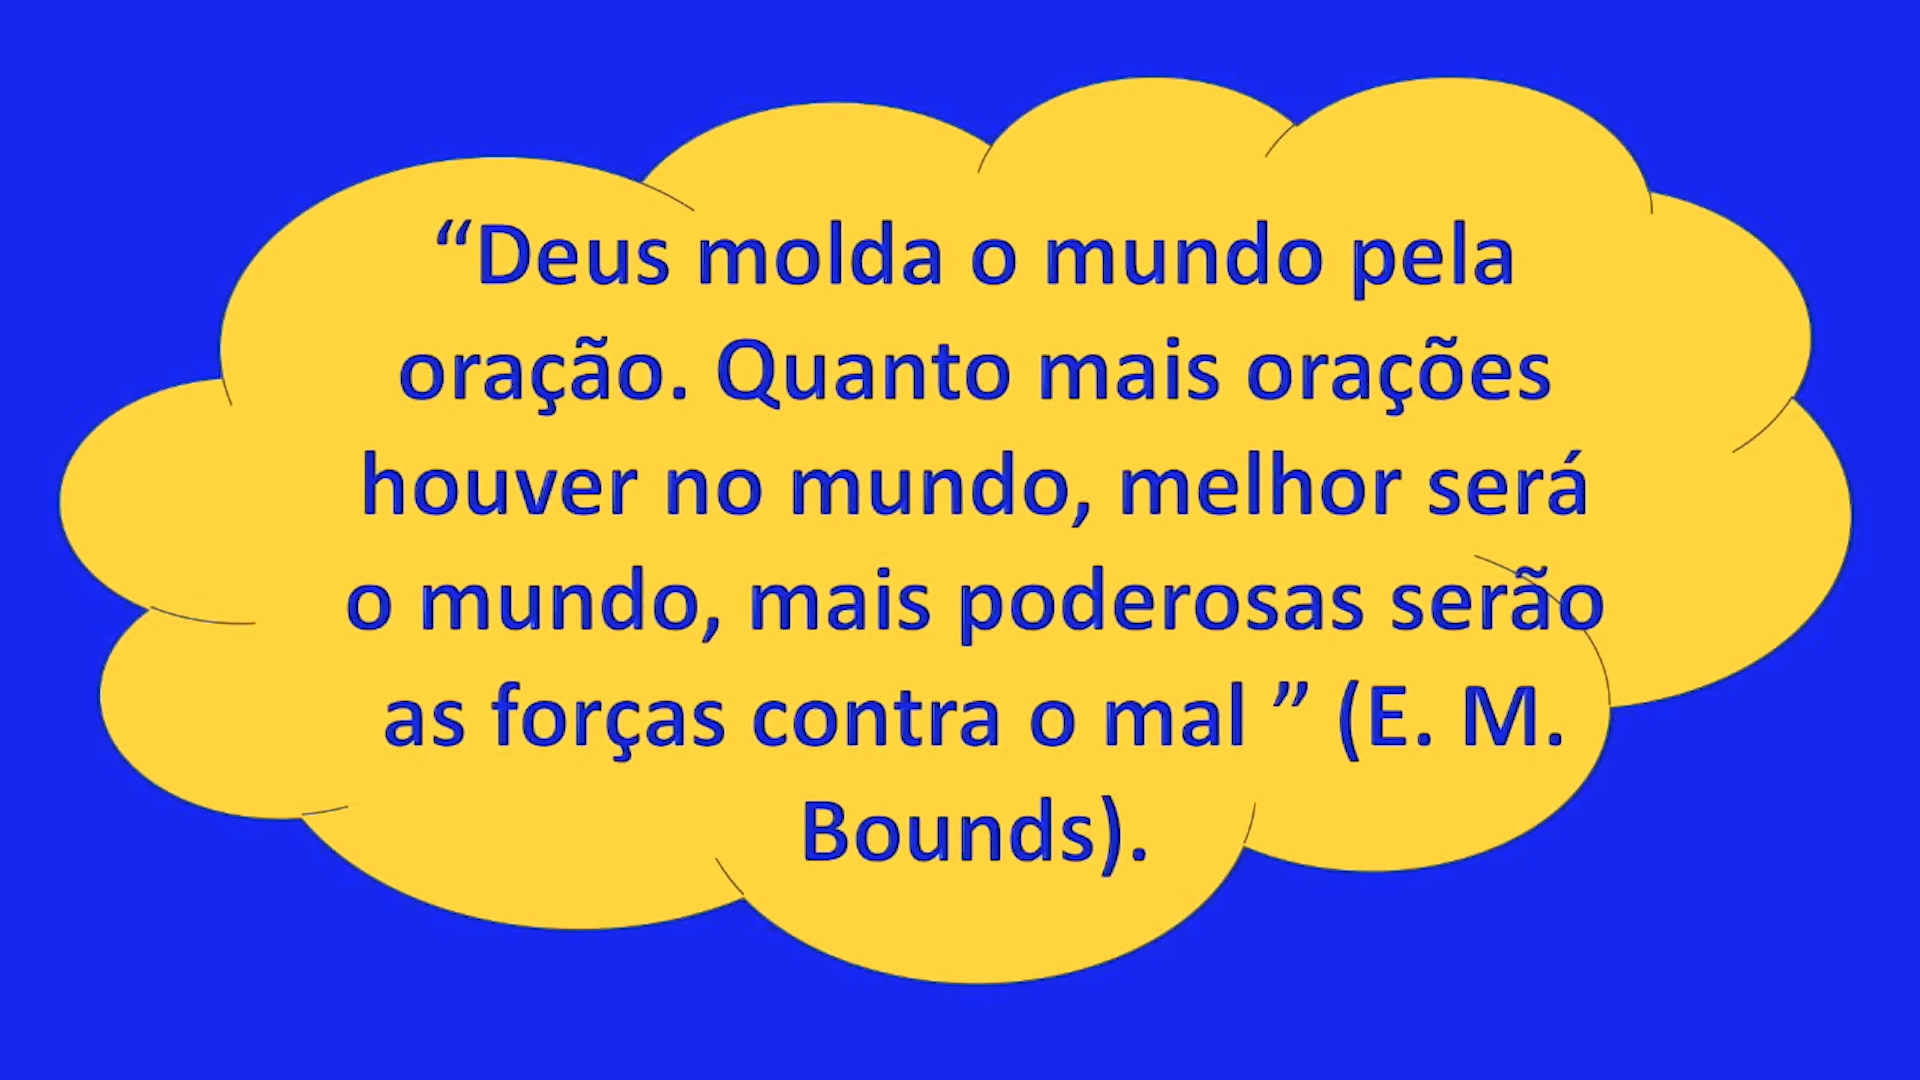 “Deus molda o mundo pela
oração. Quanto mais orações
houver no mundo, melhor será
o mundo, mais poderosas serão
as forças contra o mal ” (E. M.
Bounds).